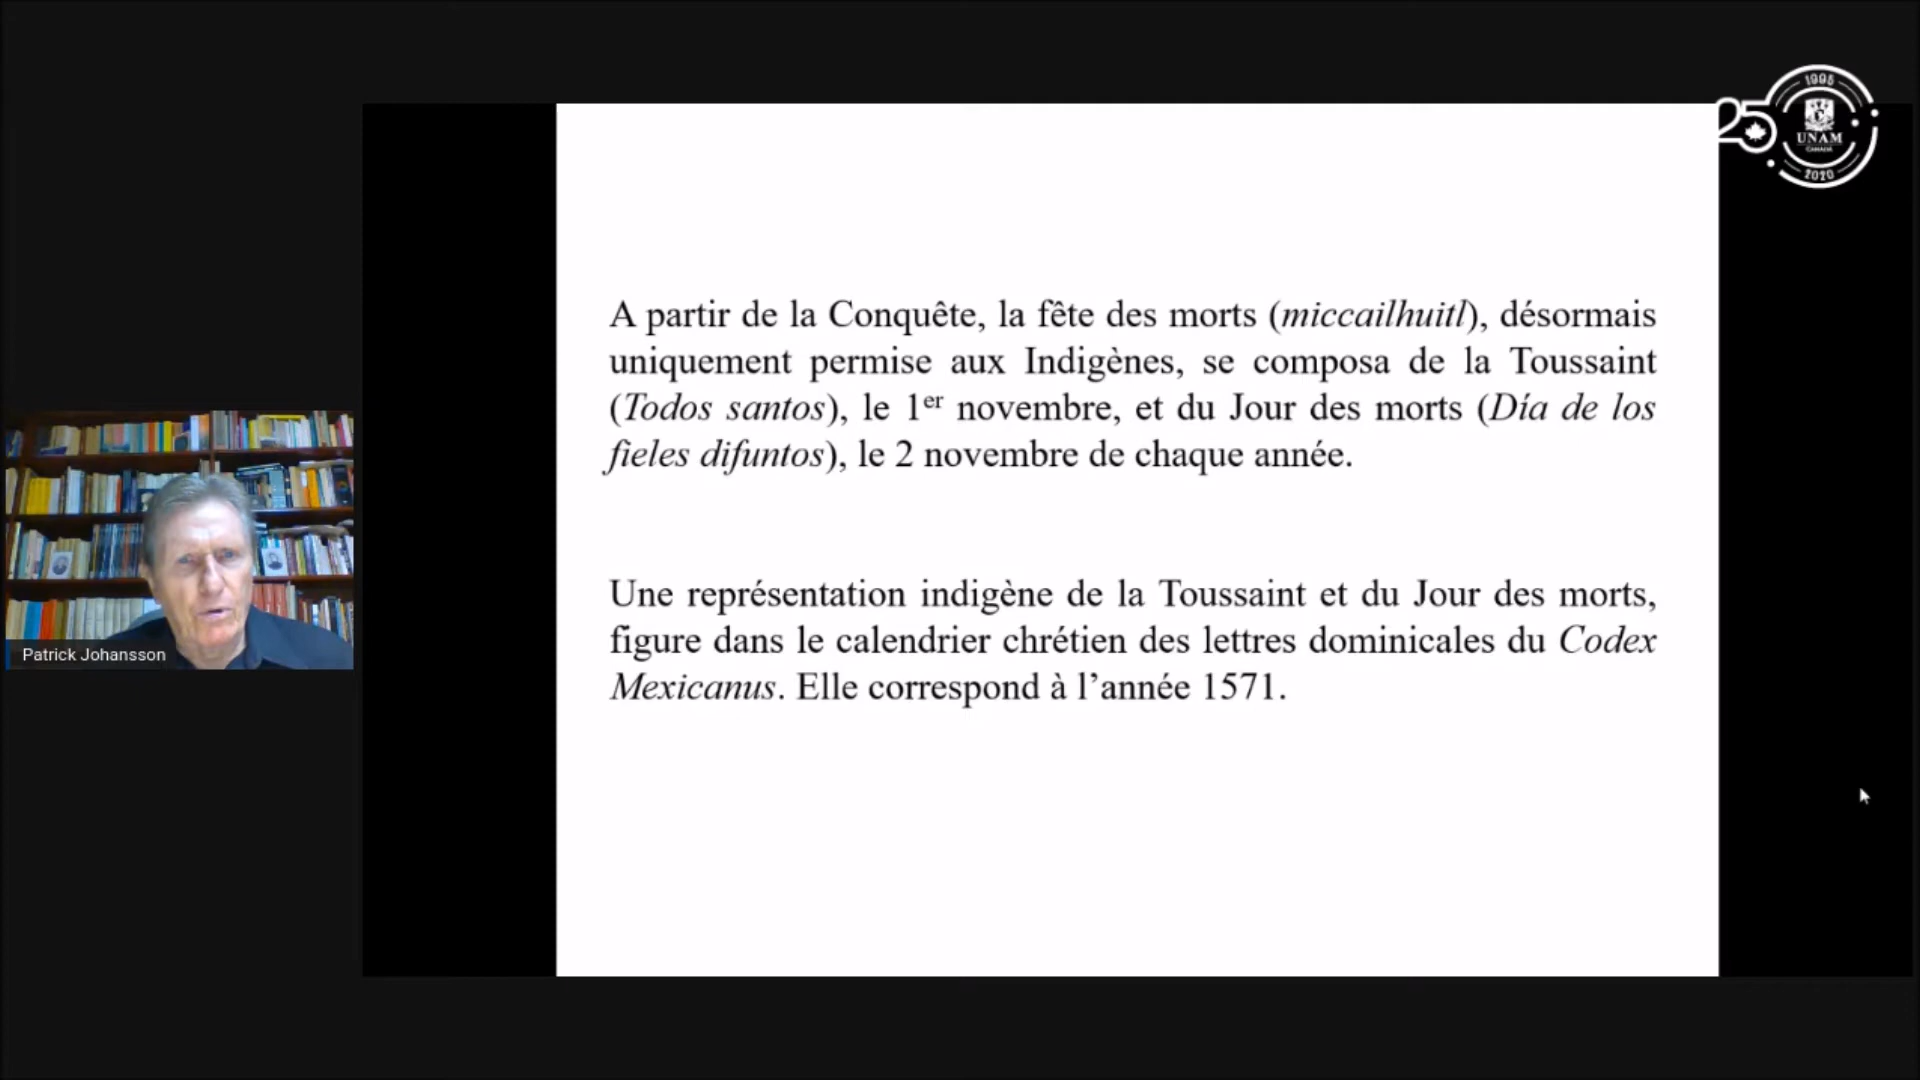 A partir de la Conquête, la fête des morts (miccailhuitl), désormais
uniquement permise aux Indigènes, se composa de la Toussaint
(Todos santos), le 1er novembre, et du Jour des morts (Día de los
fieles difuntos), le 2 novembre de chaque année.
Une représentation indigène de la Toussaint et du Jour des morts,
figure dans le calendrier chrétien des lettres dominicales du Codex
Mexicanus. Elle correspond à l’année 1571.
Patrick Johansson
1995
25
UNAM
CANADÁ
2020